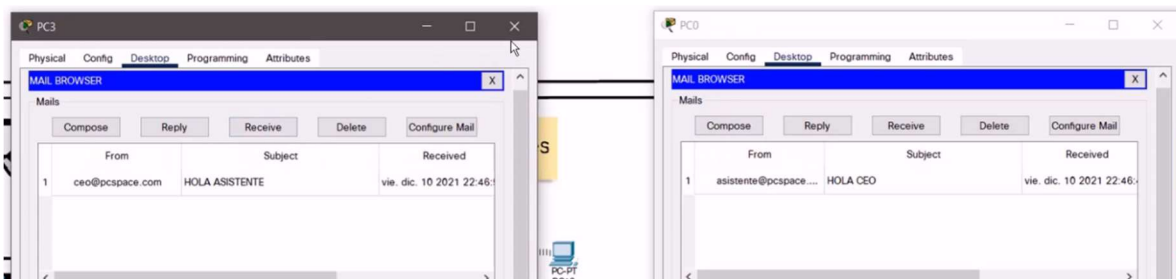 PC3
Physical Config Desktop Programming Attributes
MAIL BROWSER X
Mails
Compose Reply Receive Delete Configure Mail
From Subject Received
1 ceo@pcspace.com HOLA ASISTENTE vie. dic. 10 2021 22:46:
S
PC-PT
PC0
Physical Config Desktop Programming Attributes
MAIL BROWSER X
Mails
Compose Reply Receive Delete Configure Mail
From Subject Received
1 asistente@pcspace.... HOLA CEO vie. dic. 10 2021 22:46: